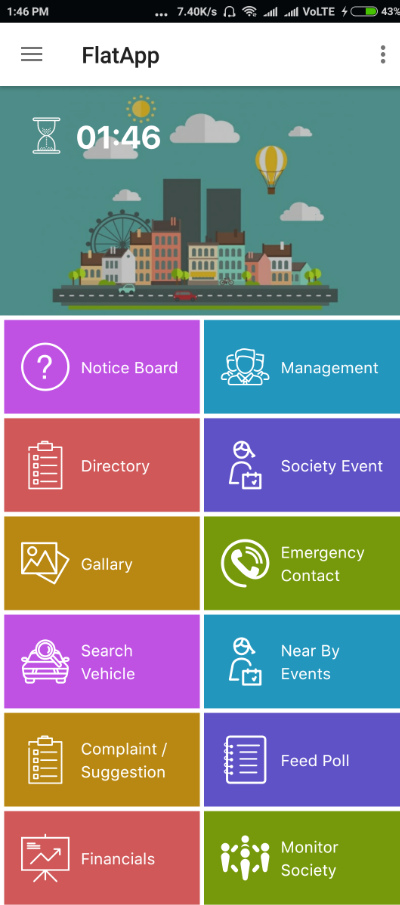 1:46 PM ... 7.40K/s VoLTE 43%
FlatApp
01:46
Notice Board
Management
Directory
Society Event
Gallary
Emergency
Contact
Search
Vehicle
Near By
Events
Complaint /
Suggestion
Feed Poll
Financials
Monitor
Society